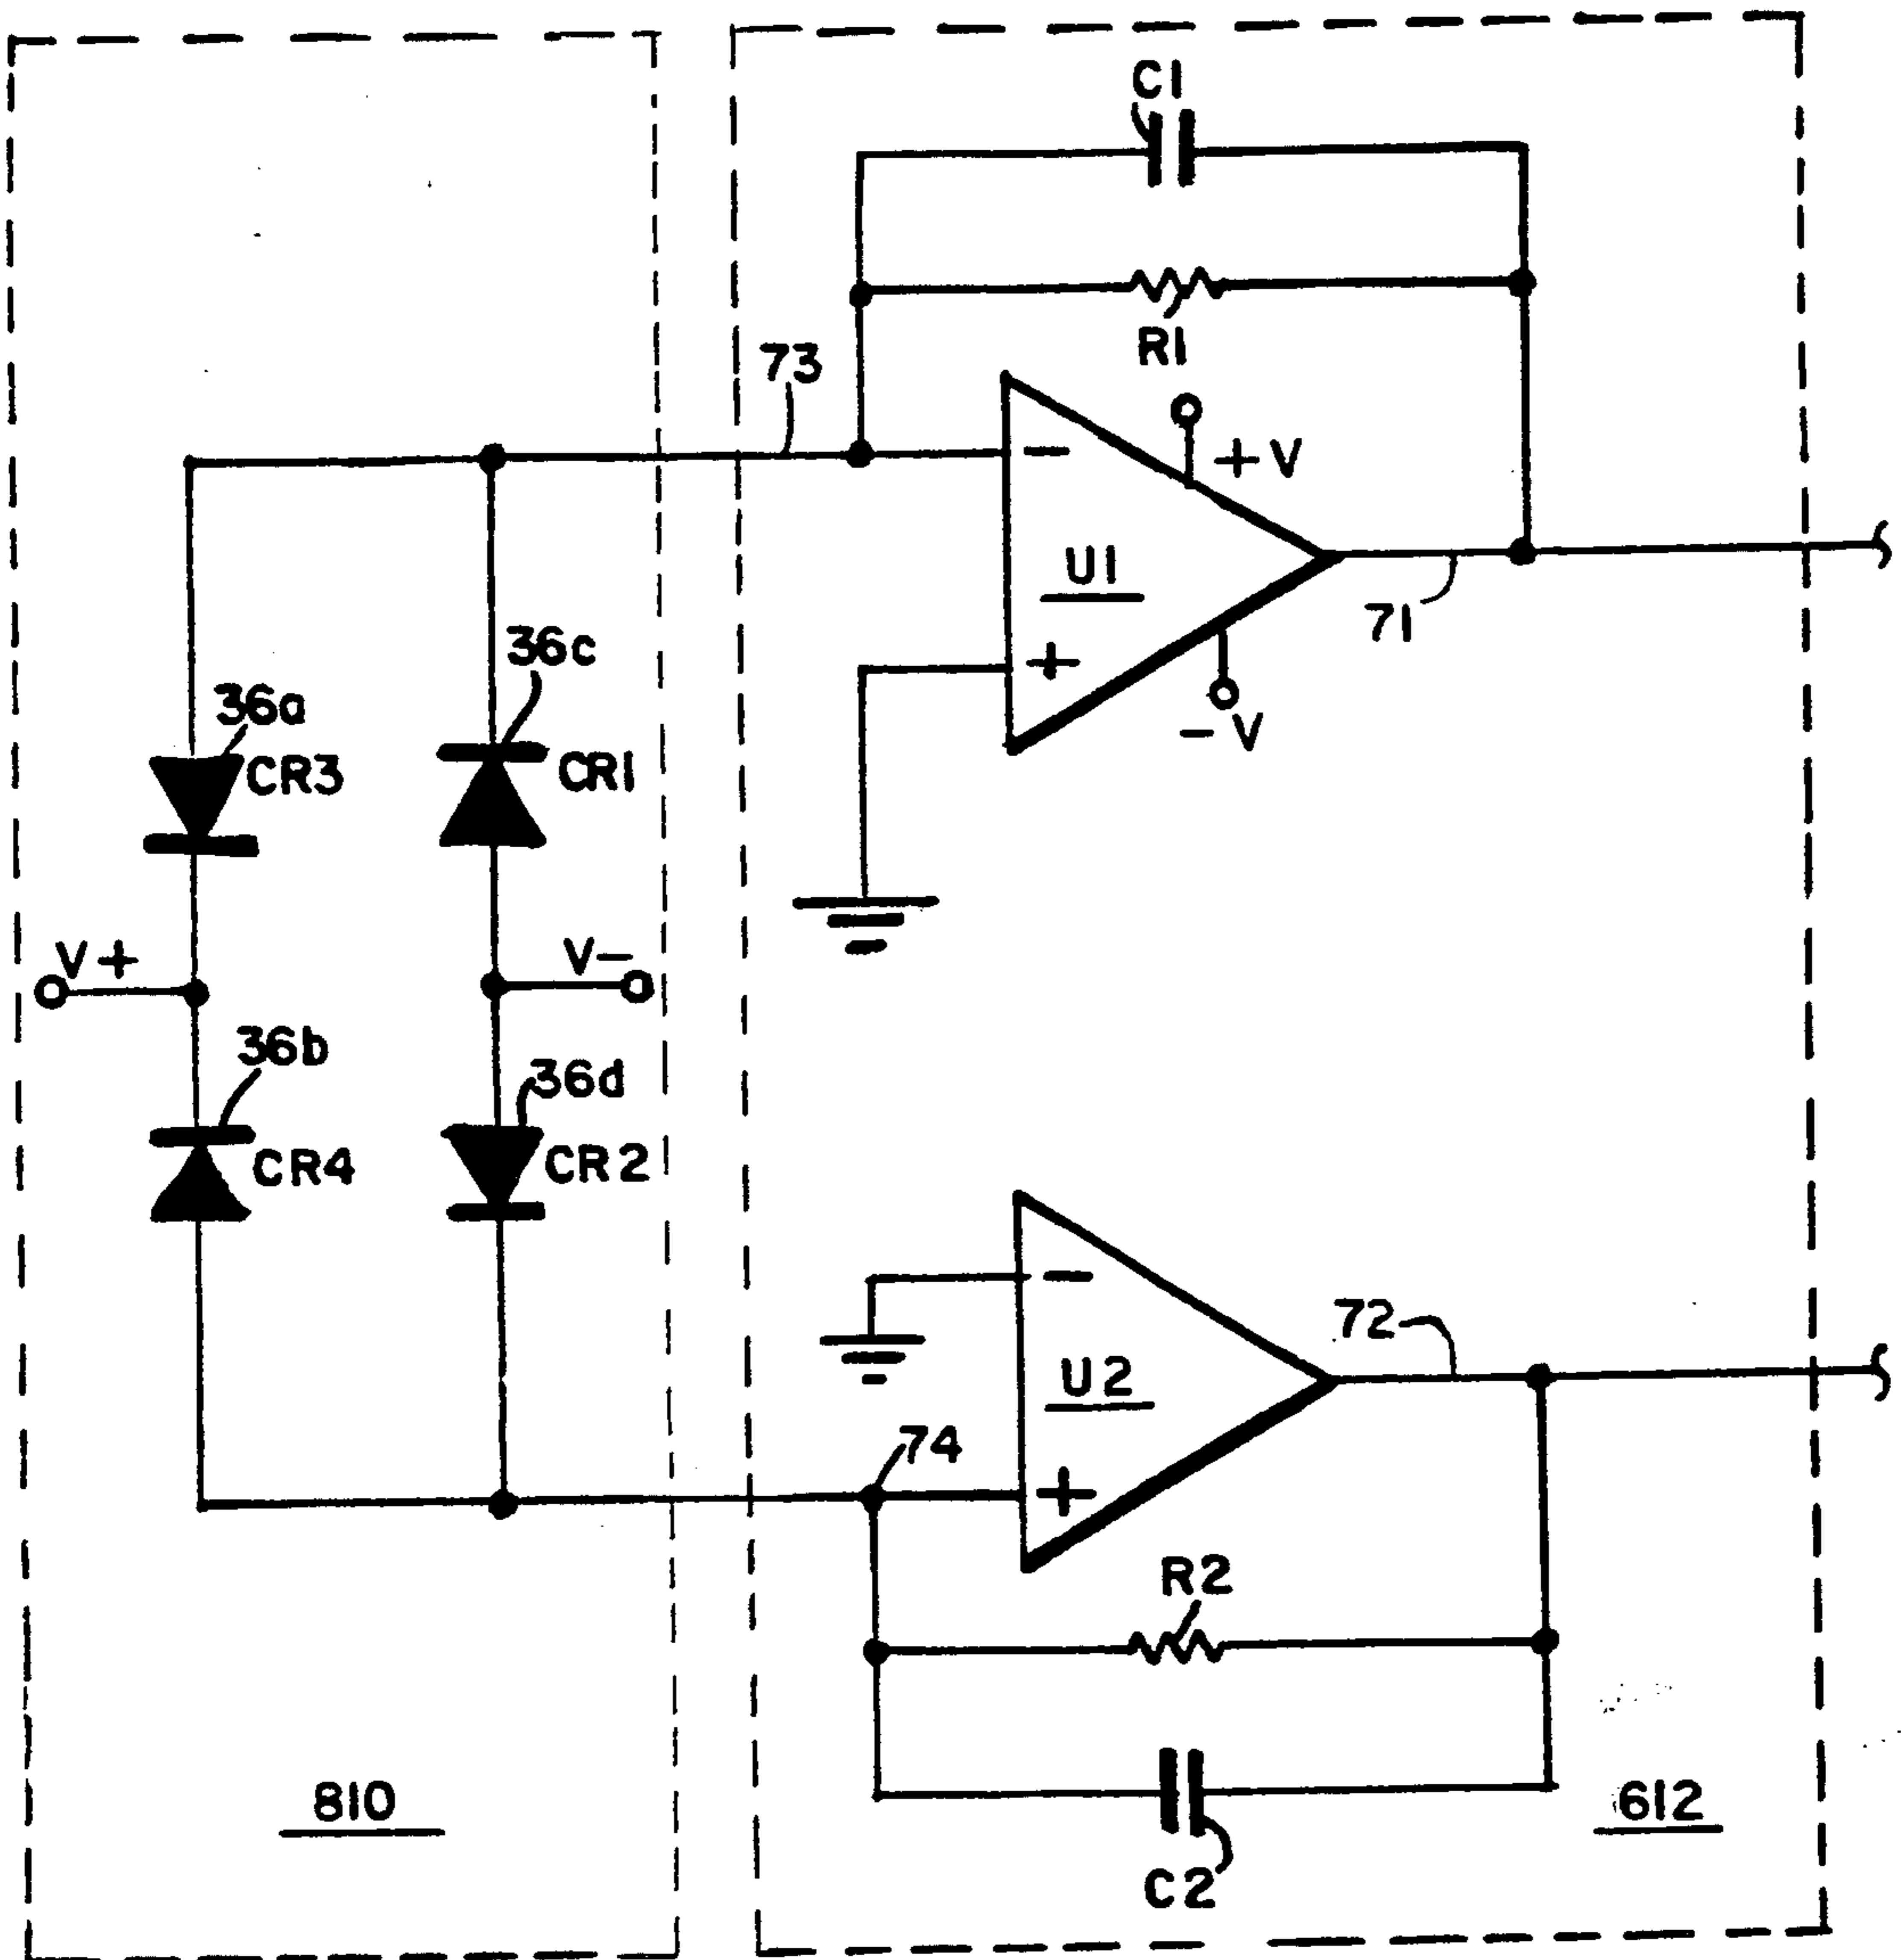 C1
R1
73
+V
−
U1
71
36c
+
36a
−V
CR3
CR1
V+
V−
36b
36d
−
CR4
CR2
72
U2
74
+
R2
810
612
C2